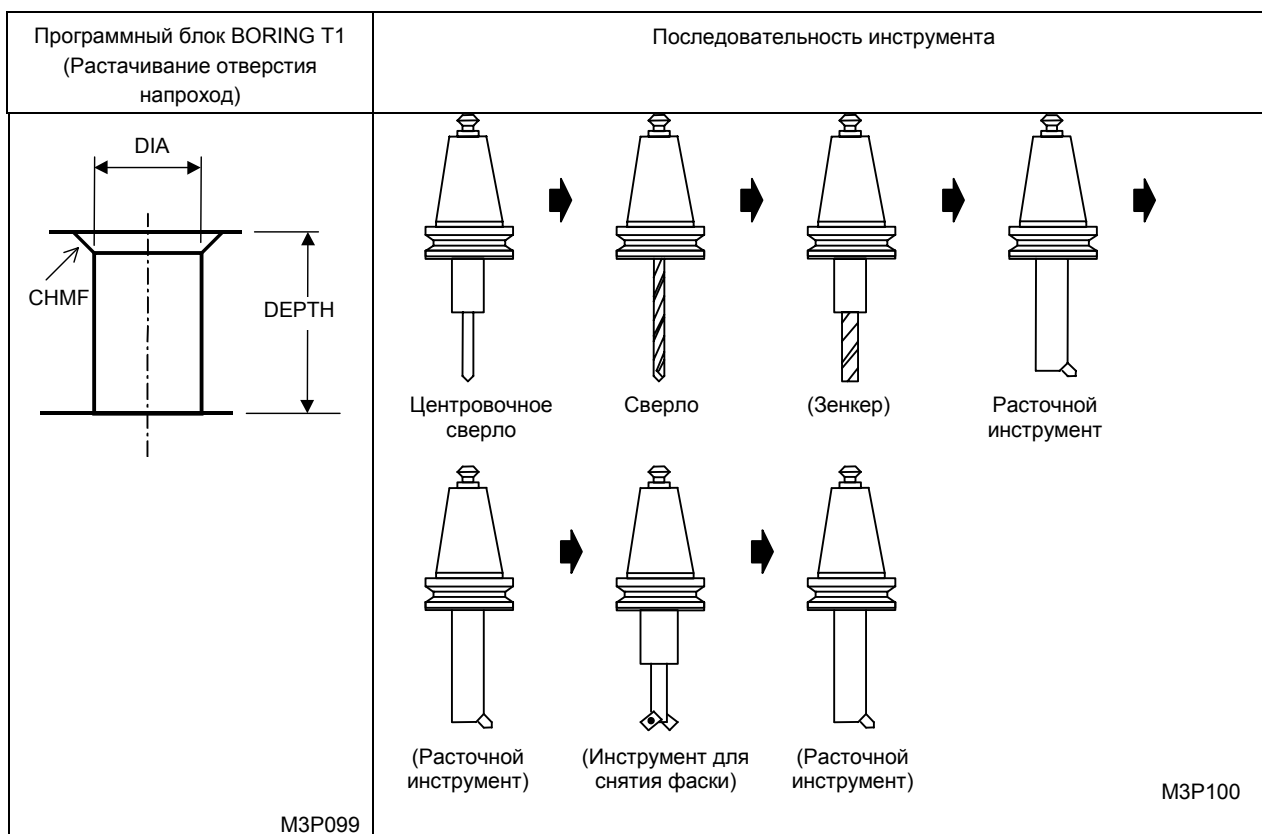 Программный блок BORING T1
(Растачивание отверстия
напроход)
Последовательность инструмента
DIA
CHMF
DEPTH
M3P099
Центровочное
сверло
Сверло
(Зенкер)
Расточной
инструмент
(Расточной
инструмент)
(Инструмент для
снятия фаски)
(Расточной
инструмент)
M3P100